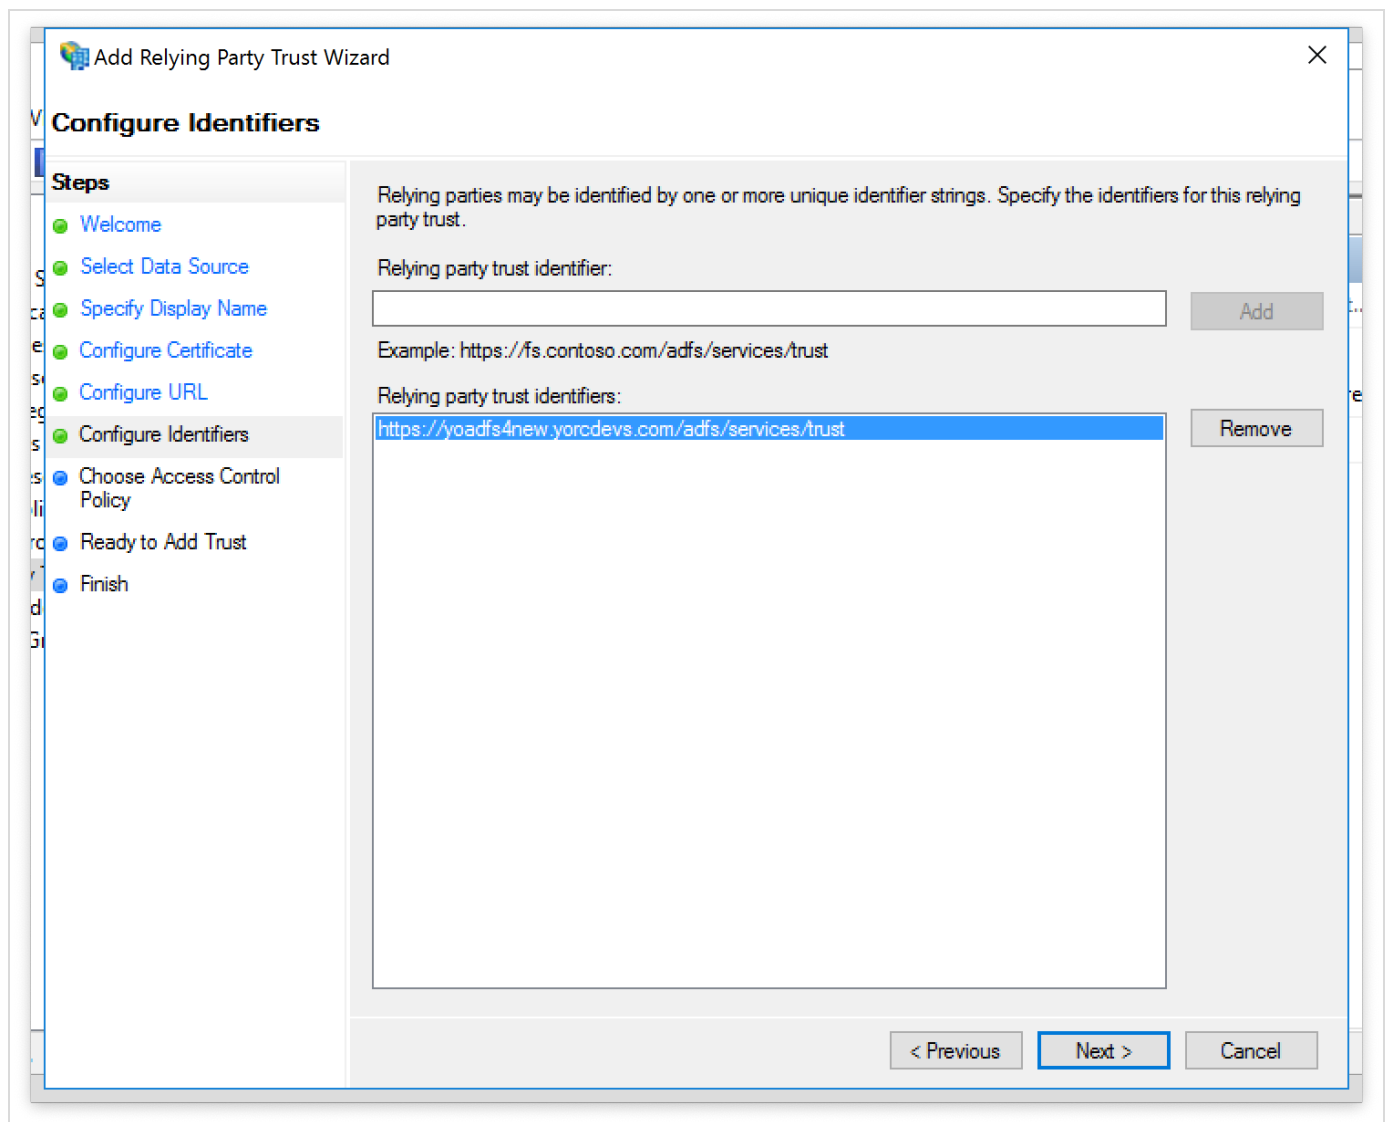 Add Relying Party Trust Wizard
Configure Identifiers
Steps
Welcome
Select Data Source
Specify Display Name
Configure Certificate
Configure URL
Configure Identifiers
Choose Access Control
Policy
Ready to Add Trust
Finish
Relying parties may be identified by one or more unique identifier strings. Specify the identifiers for this relying
party trust.
Relying party trust identifier:
Add
Example: https://fs.contoso.com/adfs/services/trust
Relying party trust identifiers:
https://yoadfs4new.yorcdevs.com/adfs/services/trust
Remove
< Previous
Next >
Cancel